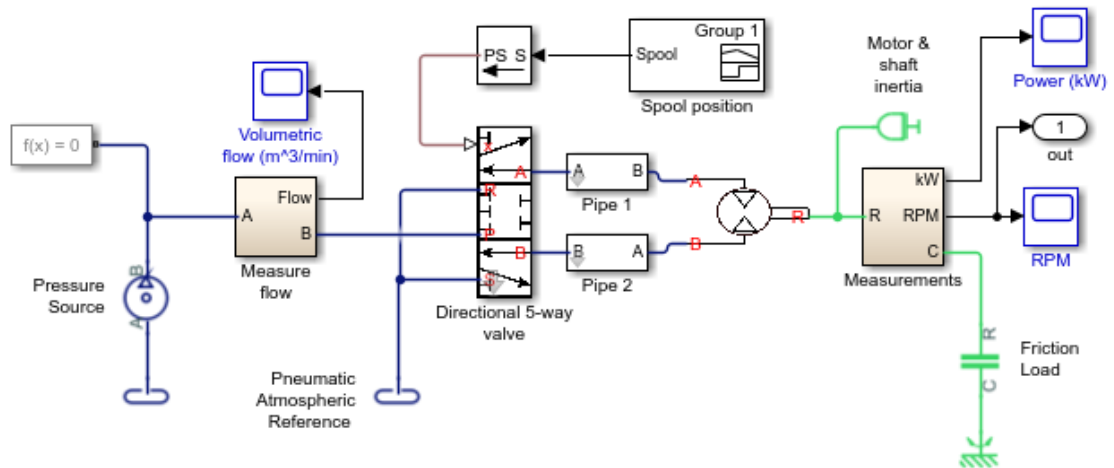 Group 1
PS S
Spool
Spool position
Motor &
shaft
inertia
Power (kW)
f(x) = 0
Volumetric
flow (m^3/min)
Flow
A
B
Measure
flow
x
A
R
P
B
S
Directional 5-way
valve
A B
Pipe 1
B A
Pipe 2
A
B
R
kW
R RPM
C
Measurements
1
out
RPM
B
A
Pressure
Source
Pneumatic
Atmospheric
Reference
R
C
Friction
Load